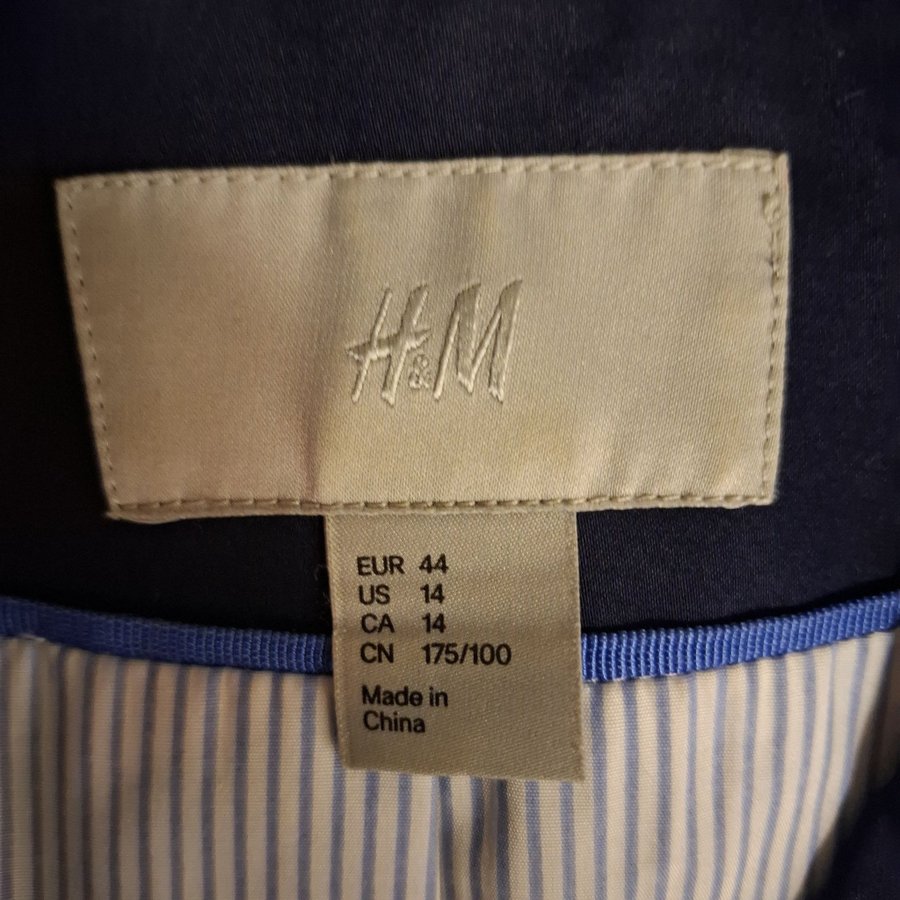 H&M
EUR 44
US 14
CA 14
CN 175/100
Made in
China